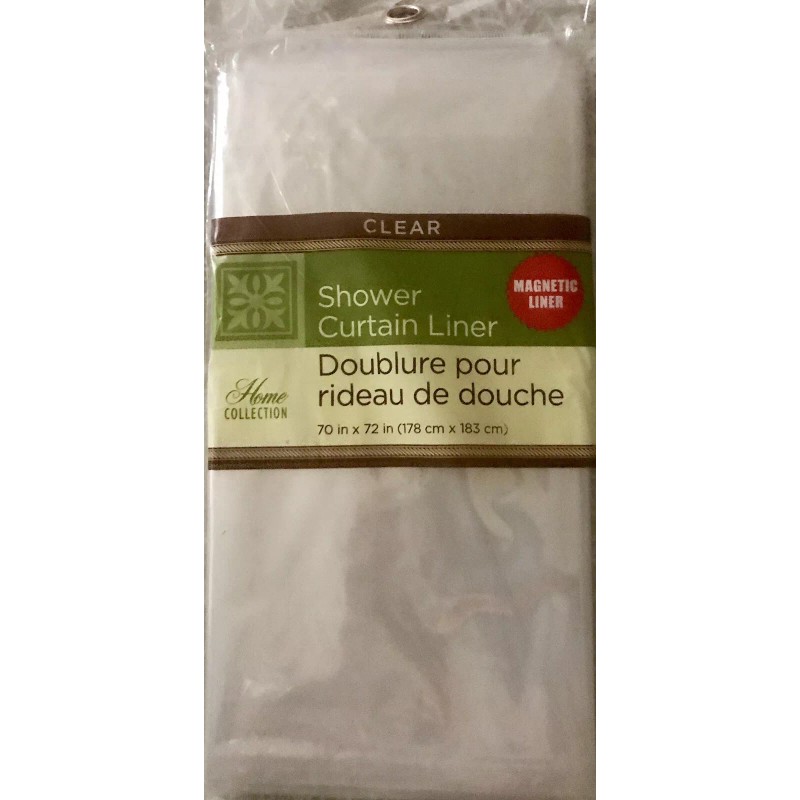 CLEAR
MAGNETIC
LINER
Shower
Curtain Liner
Doublure pour
rideau de douche
Home
COLLECTION
70 in x 72 in (178 cm x 183 cm)